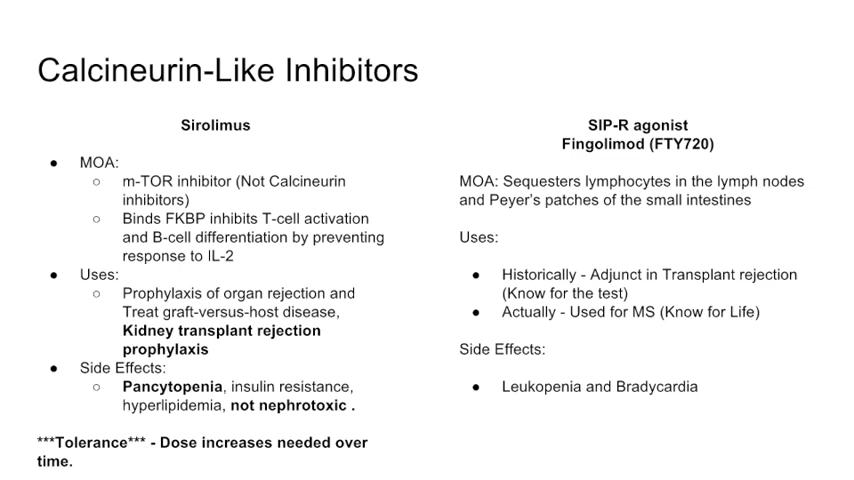 Calcineurin-Like Inhibitors
Sirolimus
● MOA:
○ m-TOR inhibitor (Not Calcineurin
inhibitors)
○ Binds FKBP inhibits T-cell activation
and B-cell differentiation by preventing
response to IL-2
● Uses:
○ Prophylaxis of organ rejection and
Treat graft-versus-host disease,
Kidney transplant rejection
prophylaxis
● Side Effects:
○ Pancytopenia, insulin resistance,
hyperlipidemia, not nephrotoxic .
***Tolerance*** - Dose increases needed over
time.
SIP-R agonist
Fingolimod (FTY720)
MOA: Sequesters lymphocytes in the lymph nodes
and Peyer's patches of the small intestines
Uses:
● Historically - Adjunct in Transplant rejection
(Know for the test)
● Actually - Used for MS (Know for Life)
Side Effects:
● Leukopenia and Bradycardia